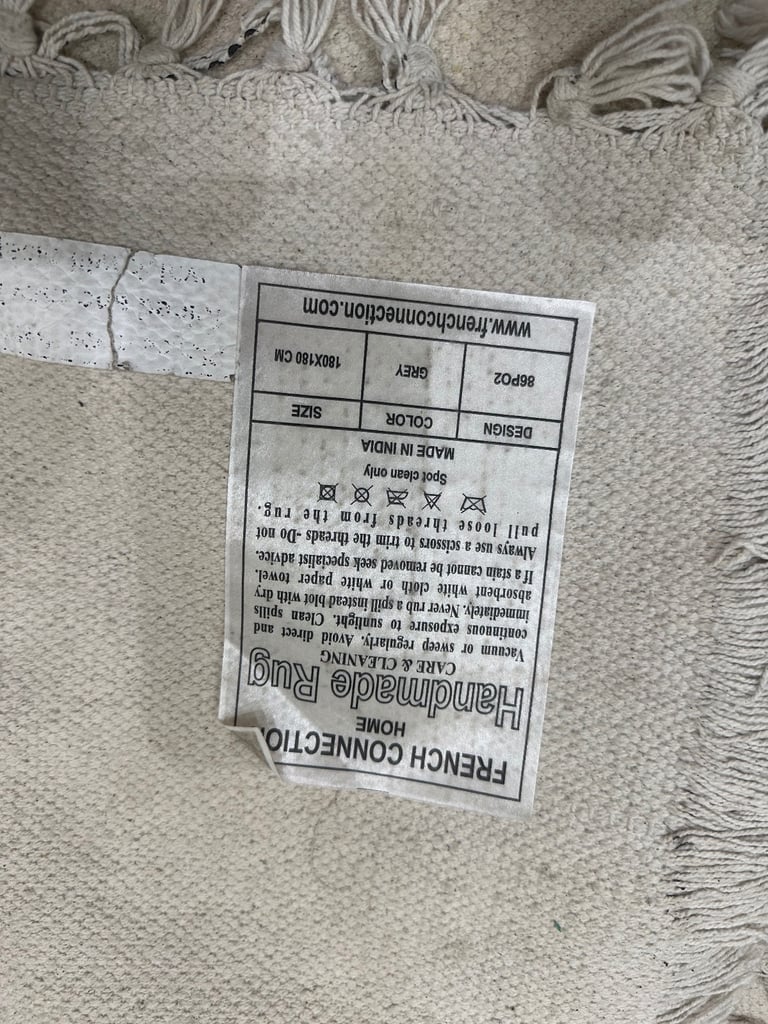 FRENCH CONNECTIO
HOME
Handmade Rug
CARE & CLEANING
Vacuum or sweep regularly. Avoid direct and
continuous exposure to sunlight. Clean spills
immediately. Never rub a spill instead blot with dry
absorbent white cloth or white paper towel.
If a stain cannot be removed seek specialist advice.
Always use a scissors to trim the threads -Do not
pull loose threads from the rug.
Spot clean only
MADE IN INDIA
DESIGN COLOR SIZE
86PO2 GREY 180X180 CM
www.frenchconnection.com